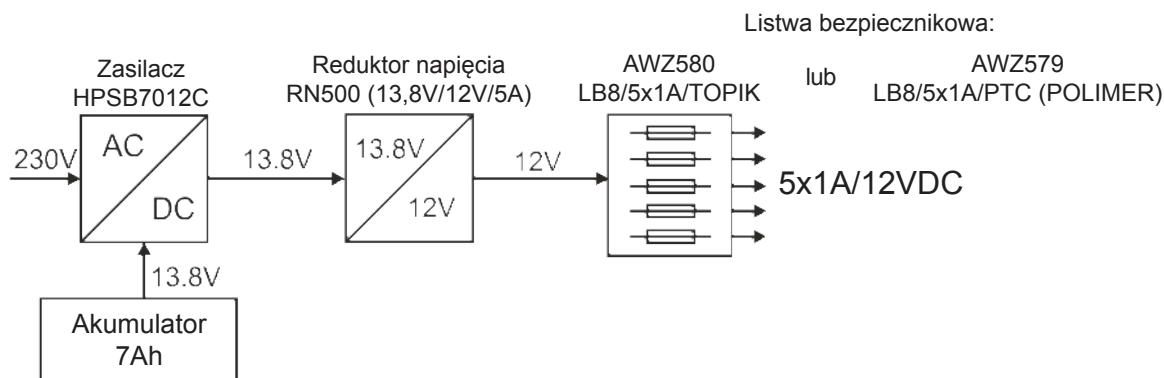 Listwa bezpiecznikowa:
Zasilacz
HPSB7012C
Reduktor napięcia
RN500 (13,8V/12V/5A)
AWZ580
LB8/5x1A/TOPIK
lub
AWZ579
LB8/5x1A/PTC (POLIMER)
230V
AC
DC
13.8V
13.8V
12V
12V
5x1A/12VDC
13.8V
Akumulator
7Ah